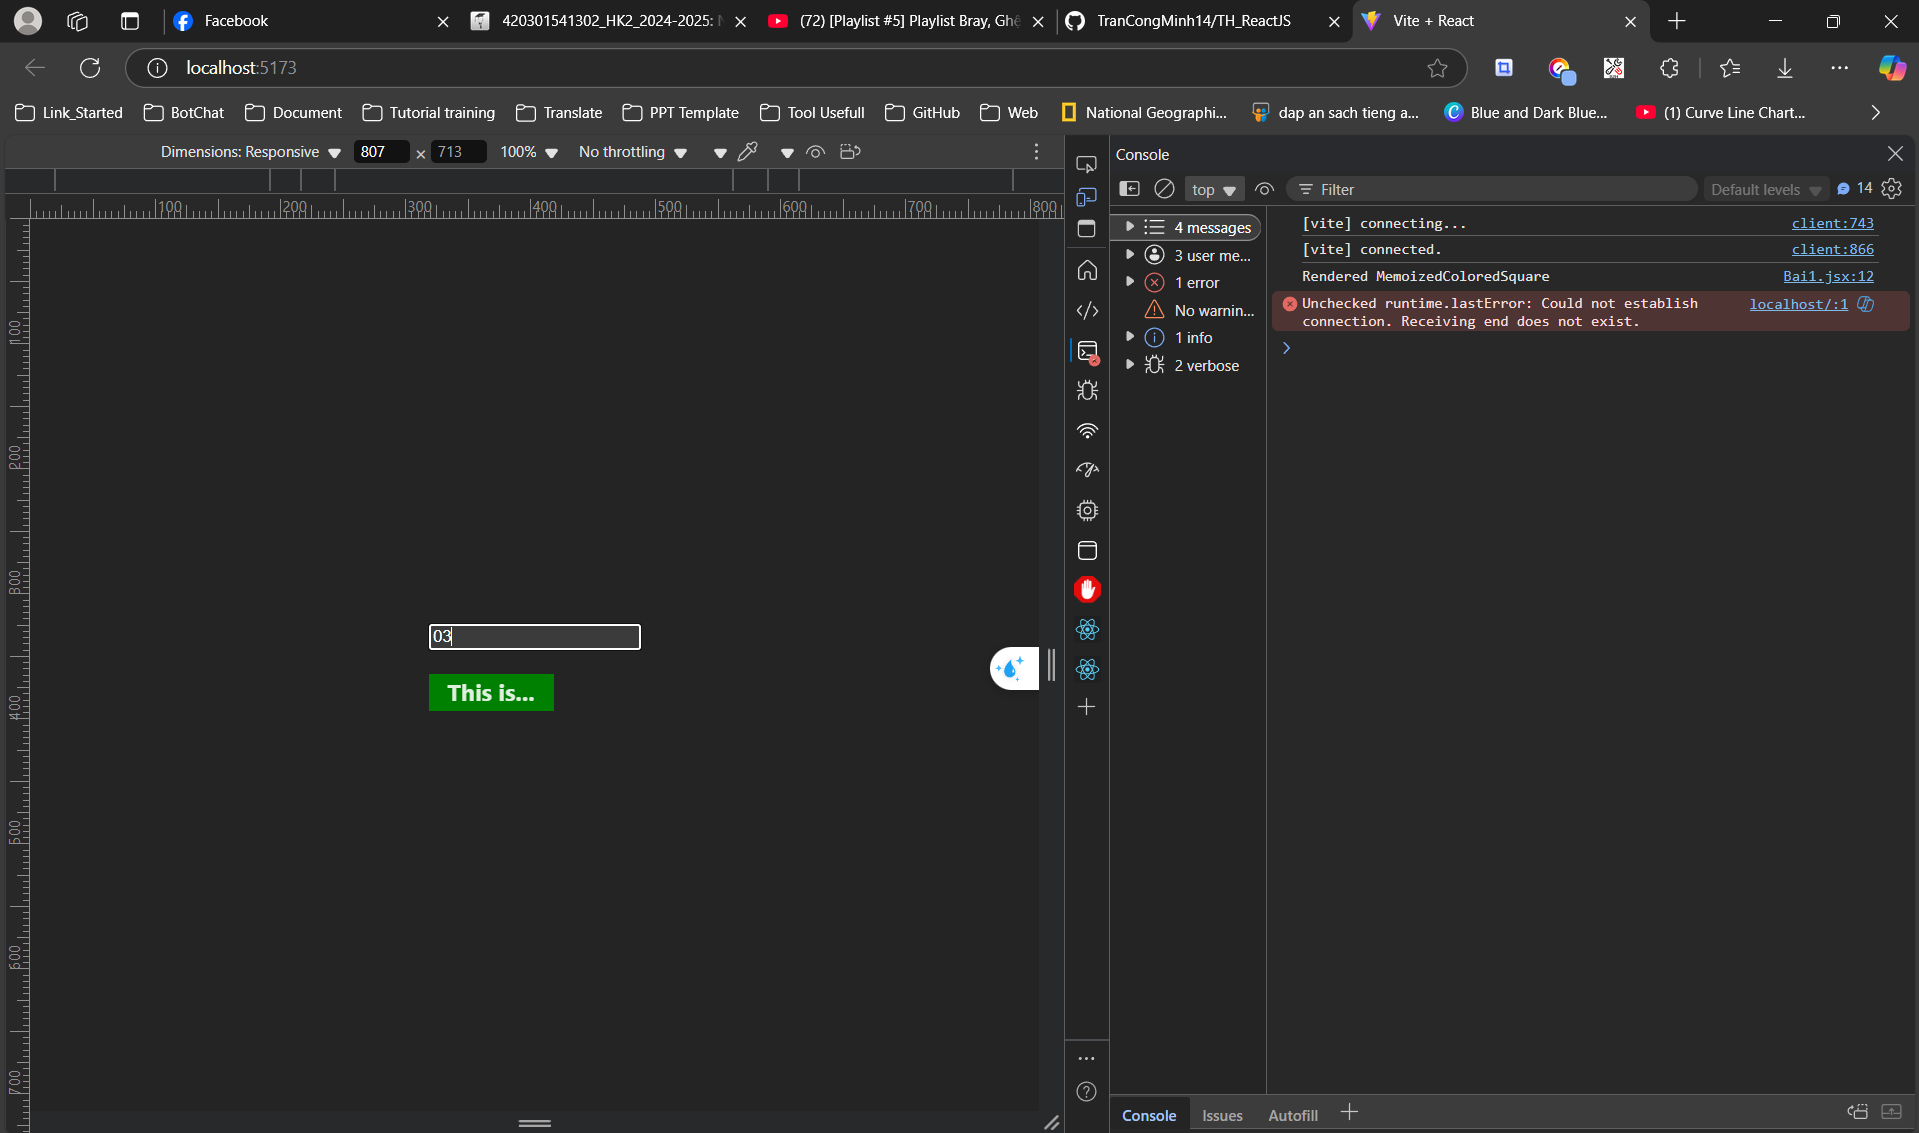 Facebook
420301541302_HK2_2024-2025:
(72) [Playlist #5] Playlist Bray, Ghê
TranCongMinh14/TH_ReactJS
Vite + React
localhost:5173
Link_Started
BotChat
Document
Tutorial training
Translate
PPT Template
Tool Usefull
GitHub
Web
National Geographi...
dap an sach tieng a...
Blue and Dark Blue...
(1) Curve Line Chart...
Dimensions: Responsive
807 × 713
100%
No throttling
100 200 300 400 500 600 700 800
100
200
300
400
500
600
700
03
This is...
Console
top
Filter
Default levels
14
4 messages
3 user me...
1 error
No warnin...
1 info
2 verbose
[vite] connecting... client:743
[vite] connected. client:866
Rendered MemoizedColoredSquare Bai1.jsx:12
Unchecked runtime.lastError: Could not establish localhost/:1
connection. Receiving end does not exist.
Console Issues Autofill